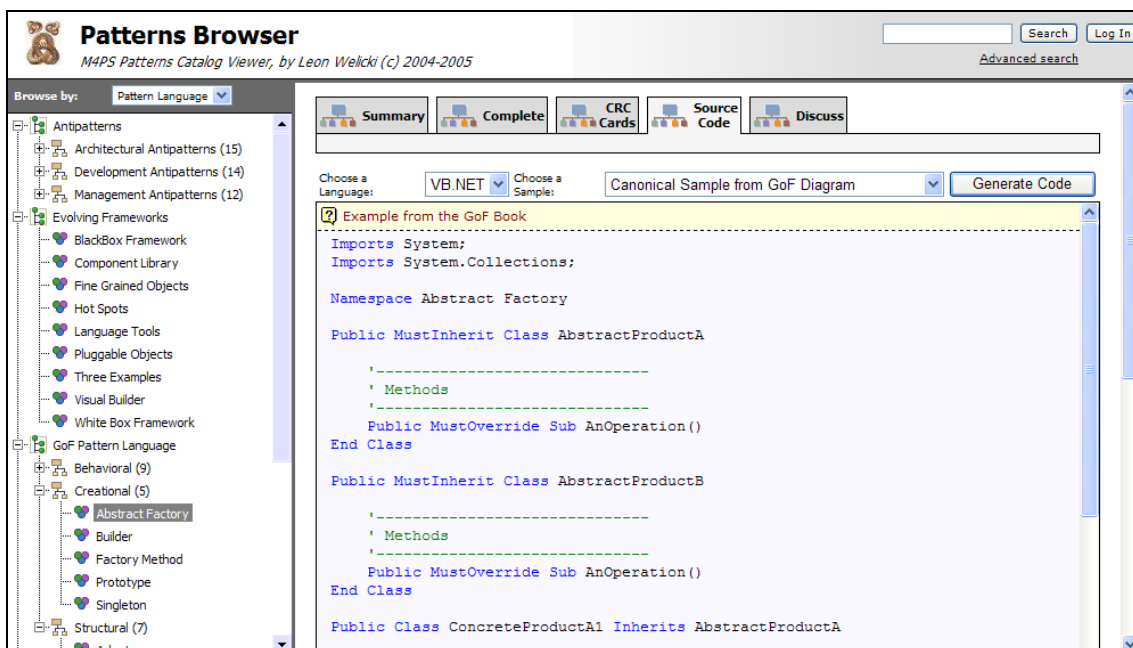 Patterns Browser
M4PS Patterns Catalog Viewer, by Leon Welicki (c) 2004-2005
Search
Log In
Advanced search
Browse by: Pattern Language
Antipatterns
Architectural Antipatterns (15)
Development Antipatterns (14)
Management Antipatterns (12)
Evolving Frameworks
BlackBox Framework
Component Library
Fine Grained Objects
Hot Spots
Language Tools
Pluggable Objects
Three Examples
Visual Builder
White Box Framework
GoF Pattern Language
Behavioral (9)
Creational (5)
Abstract Factory
Builder
Factory Method
Prototype
Singleton
Structural (7)
Summary
Complete
CRC
Cards
Source
Code
Discuss
Choose a
Language:
VB.NET
Choose a
Sample:
Canonical Sample from GoF Diagram
Generate Code
Example from the GoF Book
Imports System;
Imports System.Collections;
Namespace Abstract Factory
Public MustInherit Class AbstractProductA
'------------------------------
' Methods
'------------------------------
Public MustOverride Sub AnOperation()
End Class
Public MustInherit Class AbstractProductB
'------------------------------
' Methods
'------------------------------
Public MustOverride Sub AnOperation()
End Class
Public Class ConcreteProductA1 Inherits AbstractProductA